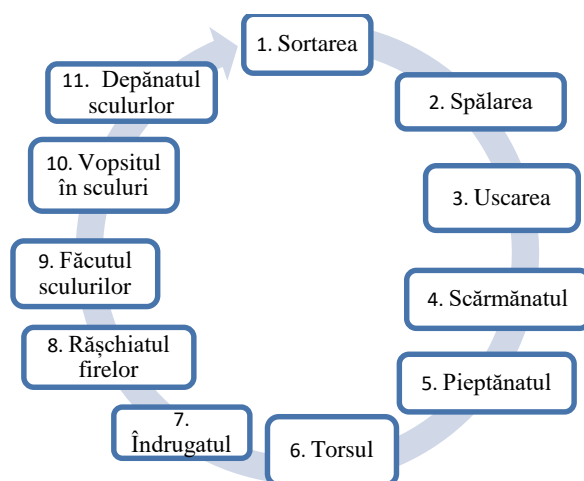 1. Sortarea
2. Spălarea
3. Uscarea
4. Scărmănatul
5. Pieptănatul
6. Torsul
7.
Îndrugatul
8. Rășchiatul
firelor
9. Făcutul
sculurilor
10. Vopsitul
în sculuri
11. Depănatul
sculurlor